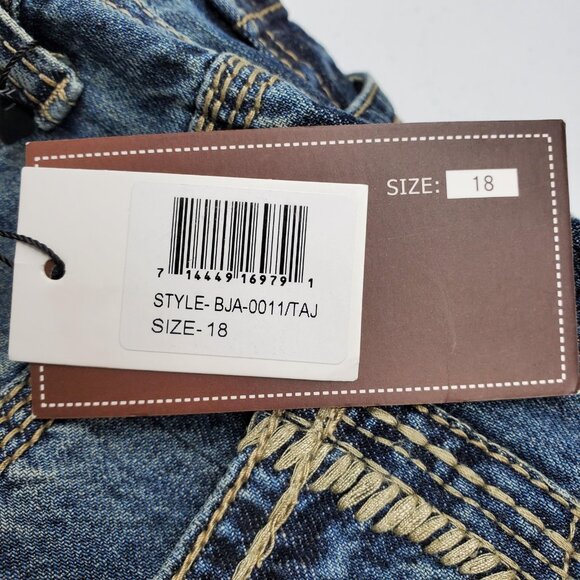 SIZE: 18
7 14449 16979 1
STYLE- BJA-0011/TAJ
SIZE- 18